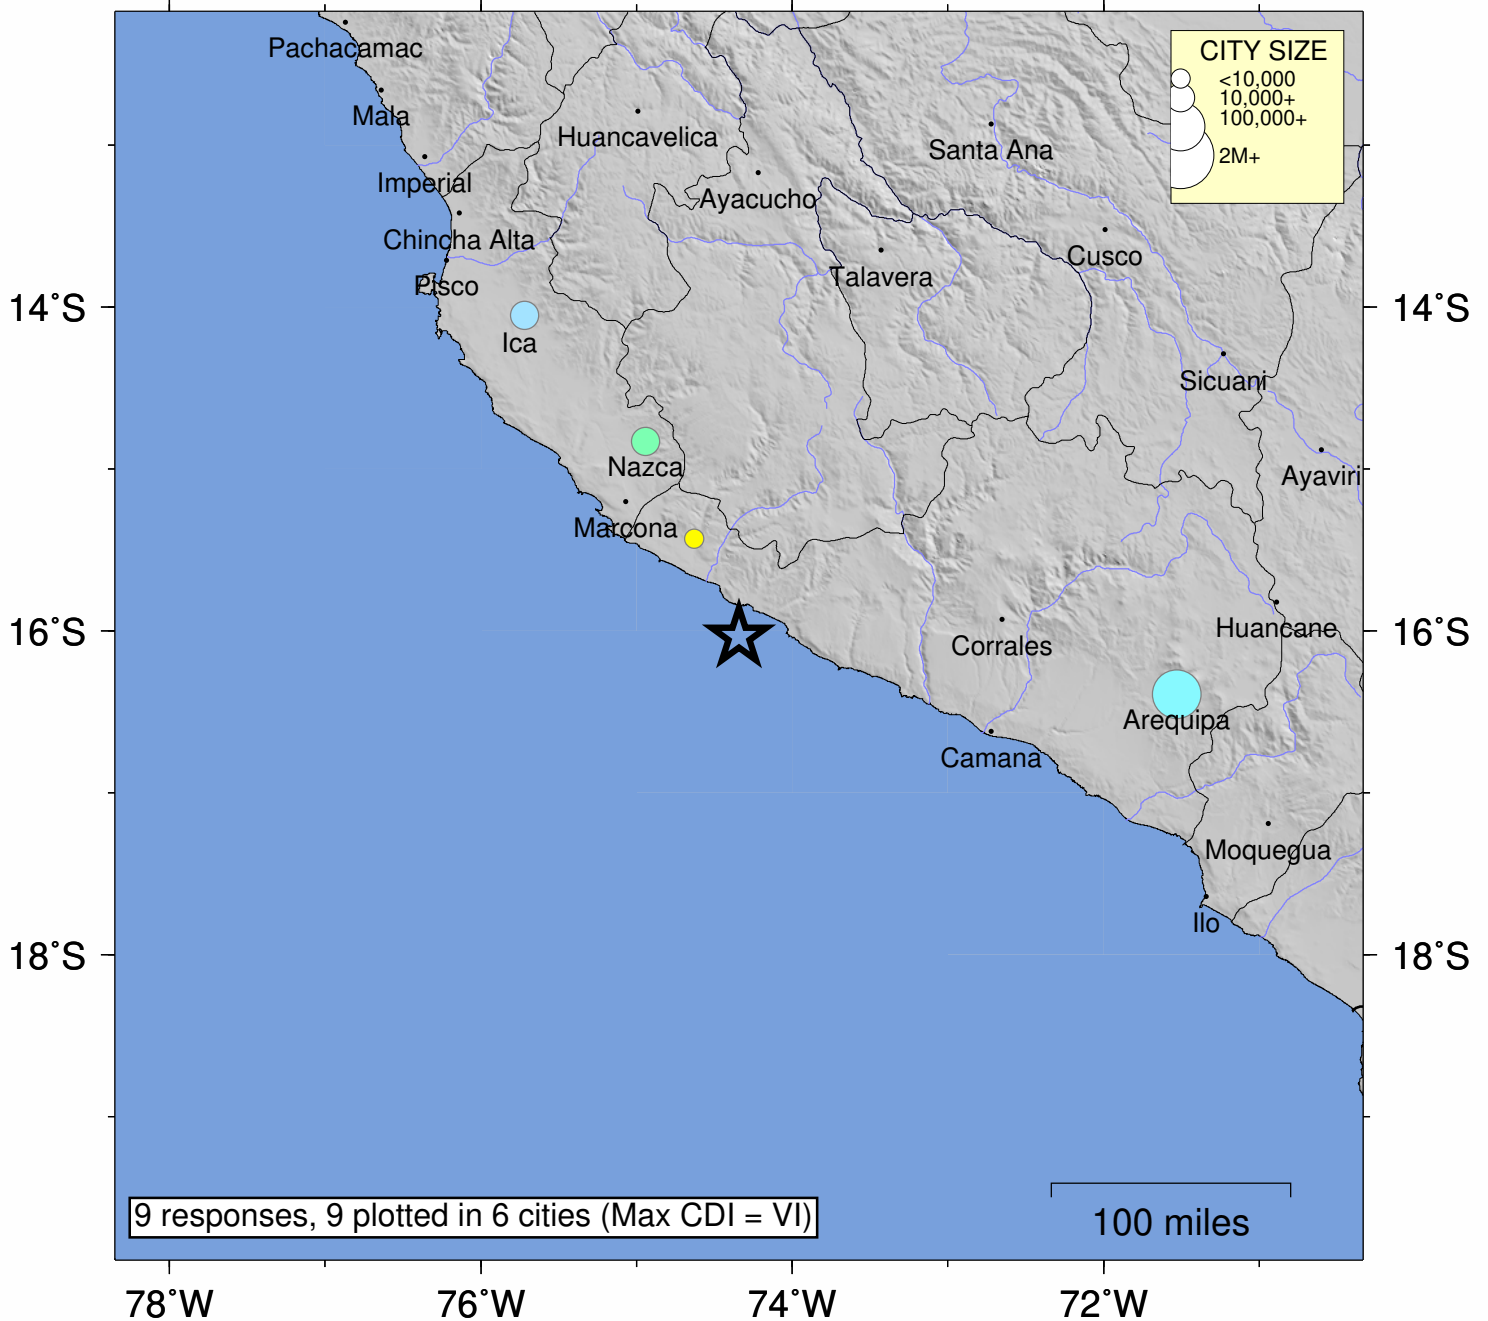 Pachacamac
CITY SIZE
<10,000
10,000+
100,000+
2M+
Mala
Huancavelica
Santa Ana
Imperial
Ayacucho
Chincha Alta
Cusco
Talavera
Pisco
14°S
14°S
Ica
Sicuani
Nazca
Ayaviri
Marcona
16°S
16°S
Huancane
Corrales
Arequipa
Camana
Moquegua
Ilo
18°S
18°S
9 responses, 9 plotted in 6 cities (Max CDI = VI)
100 miles
78°W
76°W
74°W
72°W